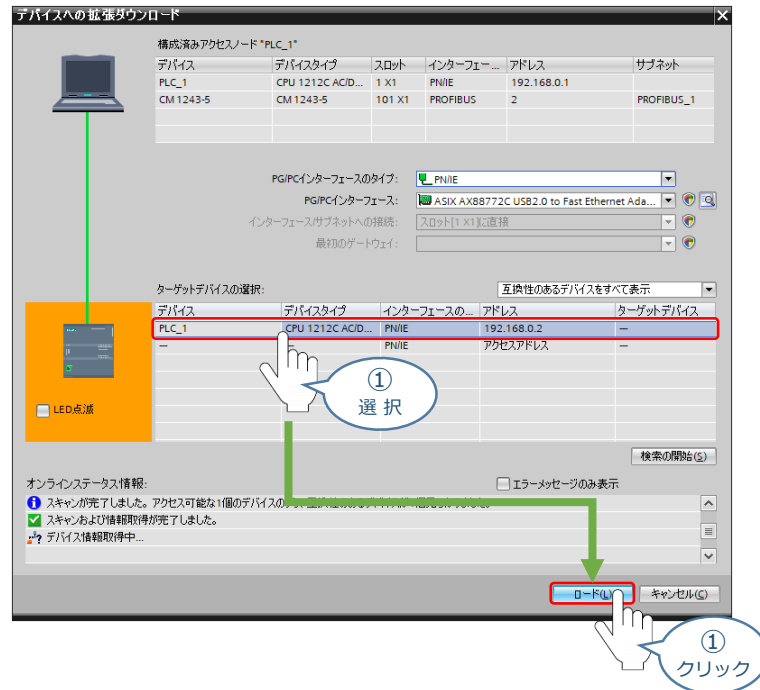 デバイスへの拡張ダウンロード
構成済みアクセスノード "PLC_1"
デバイス デバイスタイプ スロット インターフェー... アドレス サブネット
PLC_1 CPU 1212C AC/D... 1 X1 PN/IE 192.168.0.1
CM 1243-5 CM 1243-5 101 X1 PROFIBUS 2 PROFIBUS_1
PG/PCインターフェースのタイプ: PN/IE
PG/PCインターフェース: ASIX AX88772C USB2.0 to Fast Ethernet Ada...
インターフェース/サブネットへの接続: スロット[1 X1]に直接
最初のゲートウェイ:
ターゲットデバイスの選択: 互換性のあるデバイスをすべて表示
デバイス デバイスタイプ インターフェースの... アドレス ターゲットデバイス
PLC_1 CPU 1212C AC/D... PN/IE 192.168.0.2 —
— — PN/IE アクセスアドレス —
①
選 択
LED点滅
検索の開始(S)
オンラインステータス情報: エラーメッセージのみ表示
スキャンが完了しました。アクセス可能な1個のデバイスの
スキャンおよび情報取得が完了しました。
デバイス情報取得中...
ロード(L) キャンセル(C)
①
クリック